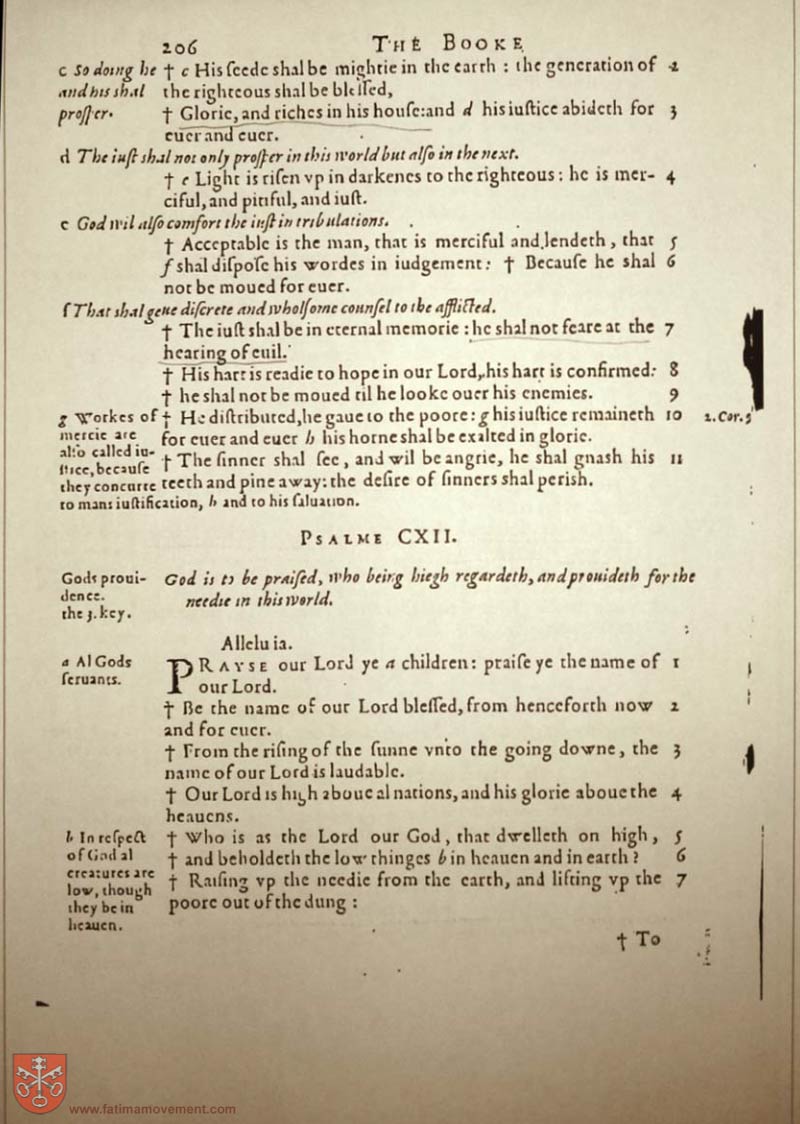 206 THE BOOKE
c So doing he † c His ſeede shal be mightie in the earth : the generation of 2
and his shal the righteous shal be bleſſed,
proſper. † Glorie, and riches in his houſe: and d his iuſtice abideth for 3
euer and euer.
d The iuſt shal not only proſper in this world but alſo in the next.
† e Light is riſen vp in darkenes to the righteous: he is mer- 4
ciful, and pitiful, and iuſt.
e God wil alſo comfort the iuſt in tribulations.
† Acceptable is the man, that is merciful and lendeth, that 5
f shal diſpoſe his wordes in iudgement: † Becauſe he shal 6
not be moued for euer.
f That shal geue diſcrete and wholſome counſel to the afflicted.
† The iuſt shal be in eternal memorie : he shal not feare at the 7
hearing of euil.
† His hart is readie to hope in our Lord, his hart is confirmed: 8
† he shal not be moued til he looke ouer his enemies. 9
g Workes of † He diſtributed, he gaue to the poore: g his iuſtice remaineth 10 2. Cor. 9
mercie are for euer and euer h his horne shal be exalted in glorie.
alſo called iu-
ſtice, becauſe † The ſinner shal ſee, and wil be angrie, he shal gnash his 11
they concurre teeth and pine away: the deſire of ſinners shal perish.
to mans iuſtification, h and to his ſaluation.
PSALME CXII.
Gods proui-
dence.
the 3. key.
God is to be praiſed, who being hiegh regardeth, and prouideth for the
needie in this world.
Alleluia.
a Al Gods
ſeruants.
PRAYSE our Lord ye a children: praiſe ye the name of 1
our Lord.
† Be the name of our Lord bleſſed, from henceforth now 2
and for euer.
† From the riſing of the ſunne vnto the going downe, the 3
name of our Lord is laudable.
† Our Lord is high aboue al nations, and his glorie aboue the 4
heauens.
b In reſpect
of God al
creatures are
low, though
they be in
heauen.
† Who is as the Lord our God, that dwelleth on high, 5
† and beholdeth the low thinges b in heauen and in earth? 6
† Raiſing vp the needie from the earth, and lifting vp the 7
poore out of the dung :
† To
www.fatimamovement.com